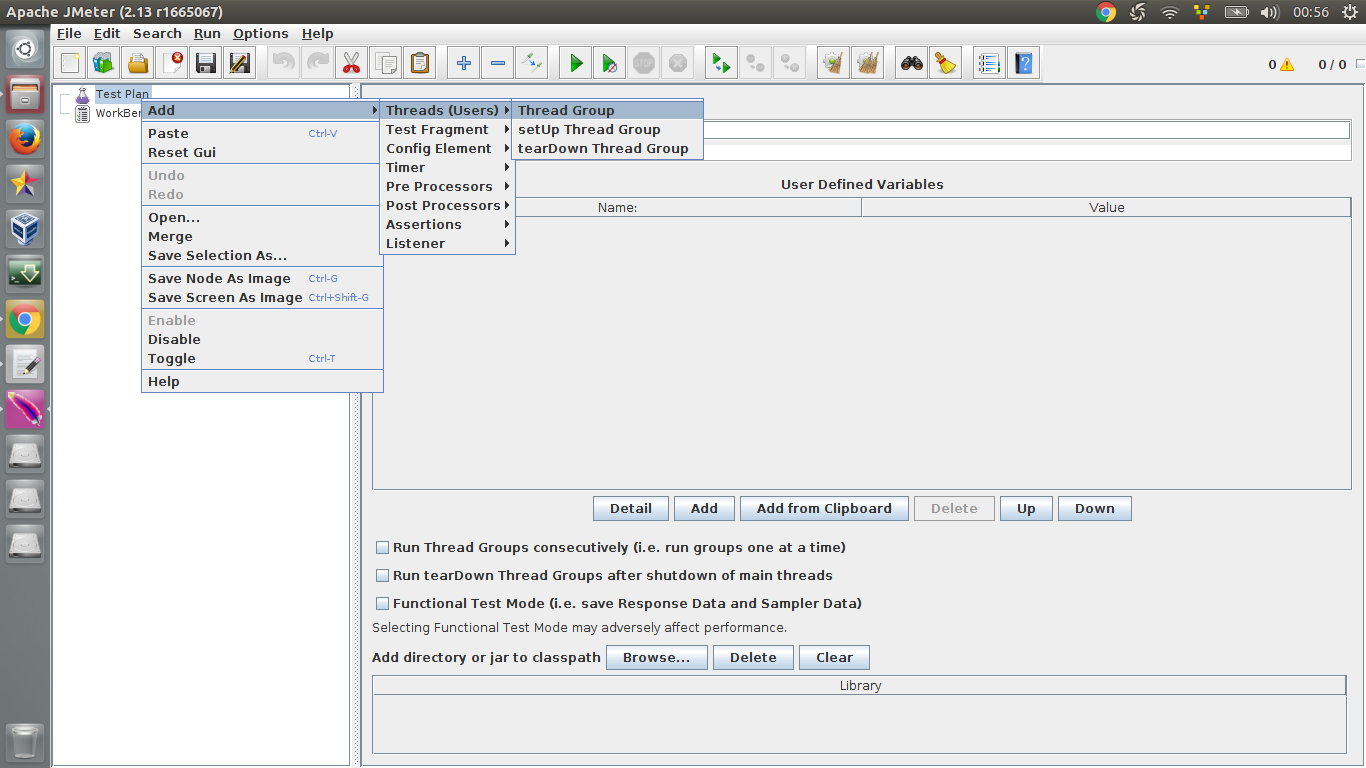 Apache JMeter (2.13 r1665067)
00:56
File Edit Search Run Options Help
0 0 / 0
Test Plan
WorkBen
Add
Paste Ctrl-V
Reset Gui
Undo
Redo
Open...
Merge
Save Selection As...
Save Node As Image Ctrl-G
Save Screen As Image Ctrl+Shift-G
Enable
Disable
Toggle Ctrl-T
Help
Threads (Users)
Test Fragment
Config Element
Timer
Pre Processors
Post Processors
Assertions
Listener
Thread Group
setUp Thread Group
tearDown Thread Group
User Defined Variables
Name: Value
Detail Add Add from Clipboard Delete Up Down
Run Thread Groups consecutively (i.e. run groups one at a time)
Run tearDown Thread Groups after shutdown of main threads
Functional Test Mode (i.e. save Response Data and Sampler Data)
Selecting Functional Test Mode may adversely affect performance.
Add directory or jar to classpath Browse... Delete Clear
Library